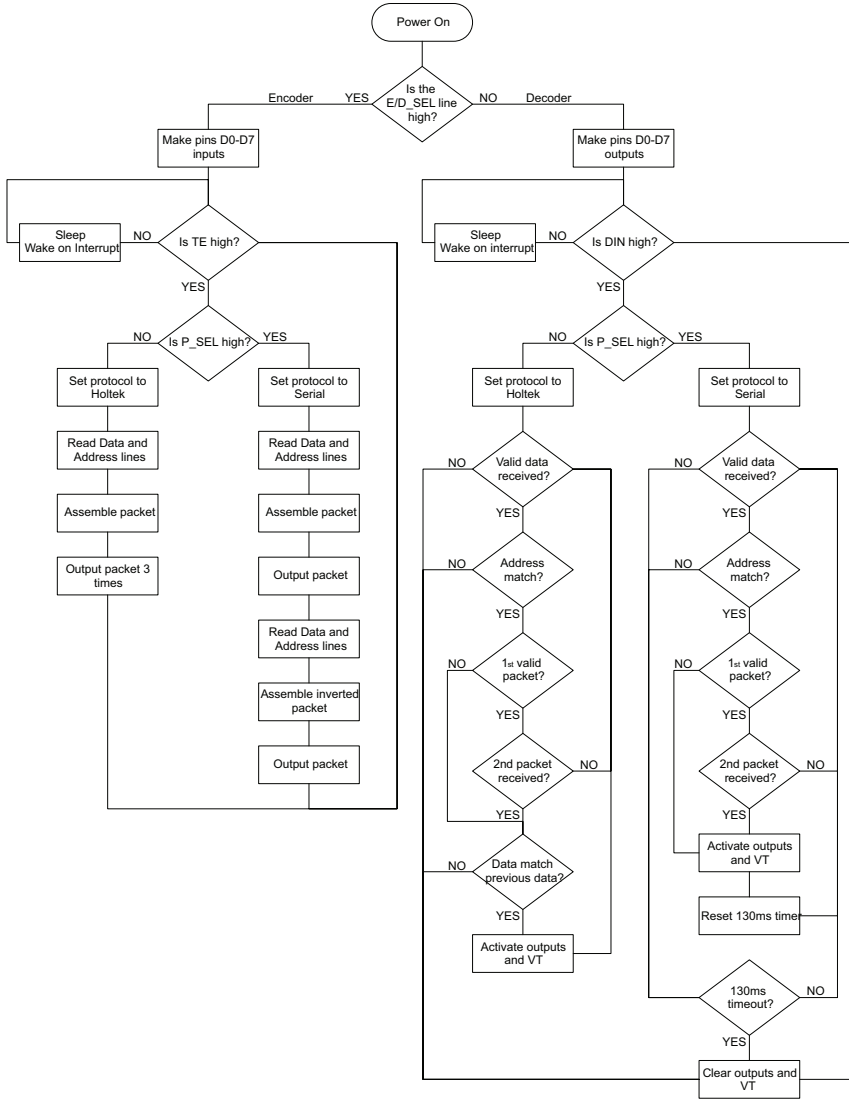 Power On
Is the
E/D_SEL line
high?
Encoder
YES
NO
Decoder
Make pins D0-D7
inputs
Sleep
Wake on Interrupt
NO
Is TE high?
YES
NO
Is P_SEL high?
YES
Set protocol to
Holtek
Read Data and
Address lines
Assemble packet
Output packet 3
times
Set protocol to
Serial
Read Data and
Address lines
Assemble packet
Output packet
Read Data and
Address lines
Assemble inverted
packet
Output packet
Make pins D0-D7
outputs
Sleep
Wake on interrupt
NO
Is DIN high?
YES
NO
Is P_SEL high?
YES
Set protocol to
Holtek
NO
Valid data
received?
YES
NO
Address
match?
YES
NO
1st valid
packet?
YES
2nd packet
received?
NO
YES
NO
Data match
previous data?
YES
Activate outputs
and VT
Set protocol to
Serial
NO
Valid data
received?
YES
NO
Address
match?
YES
NO
1st valid
packet?
YES
2nd packet
received?
NO
YES
Activate outputs
and VT
Reset 130ms timer
130ms
timeout?
NO
YES
Clear outputs and
VT